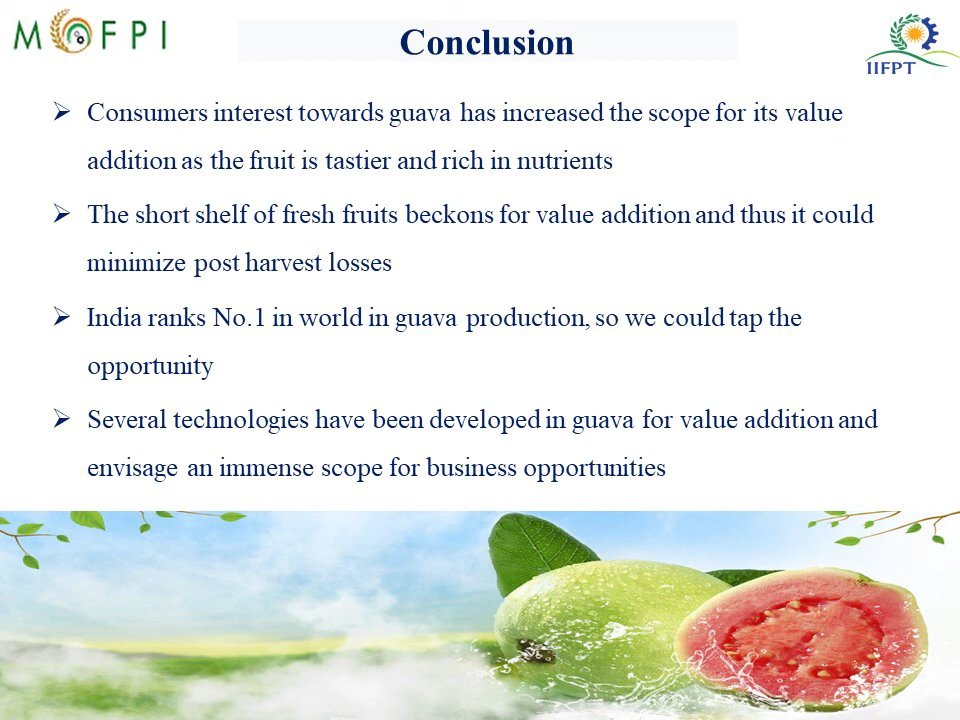 MOFPI
Conclusion
IIFPT
➢ Consumers interest towards guava has increased the scope for its value
addition as the fruit is tastier and rich in nutrients
➢ The short shelf of fresh fruits beckons for value addition and thus it could
minimize post harvest losses
➢ India ranks No.1 in world in guava production, so we could tap the
opportunity
➢ Several technologies have been developed in guava for value addition and
envisage an immense scope for business opportunities